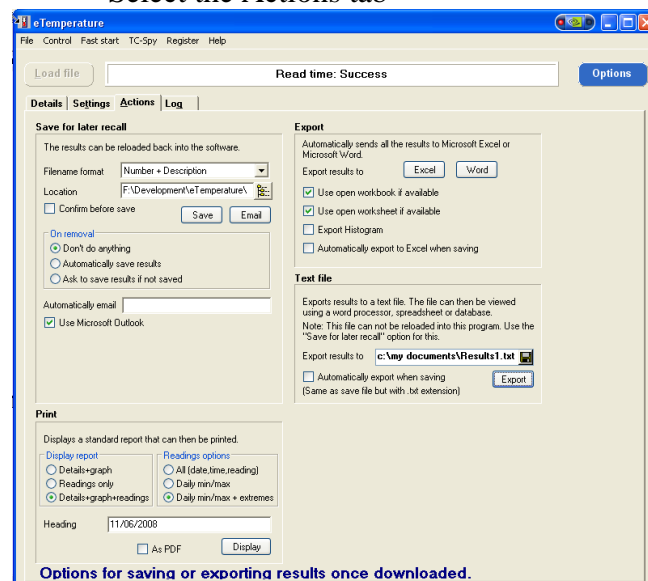 Select the Actions tab
eTemperature
File Control Fast start TC-Spy Register Help
Load file
Read time: Success
Options
Details Settings Actions Log
Save for later recall
The results can be reloaded back into the software.
Filename format Number + Description
Location F:\Development\eTemperature\
Confirm before save
Save Email
On removal
Don't do anything
Automatically save results
Ask to save results if not saved
Automatically email
Use Microsoft Outlook
Export
Automatically sends all the results to Microsoft Excel or
Microsoft Word.
Export results to Excel Word
Use open workbook if available
Use open worksheet if available
Export Histogram
Automatically export to Excel when saving
Text file
Exports results to a text file. The file can then be viewed
using a word processor, spreadsheet or database.
Note: This file can not be reloaded into this program. Use the
"Save for later recall" option for this.
Export results to c:\my documents\Results1.txt
Automatically export when saving
(Same as save file but with .txt extension)
Export
Print
Displays a standard report that can then be printed.
Display report
Details+graph
Readings only
Details+graph+readings
Readings options
All (date,time,reading)
Daily min/max
Daily min/max + extremes
Heading 11/06/2008
As PDF Display
Options for saving or exporting results once downloaded.